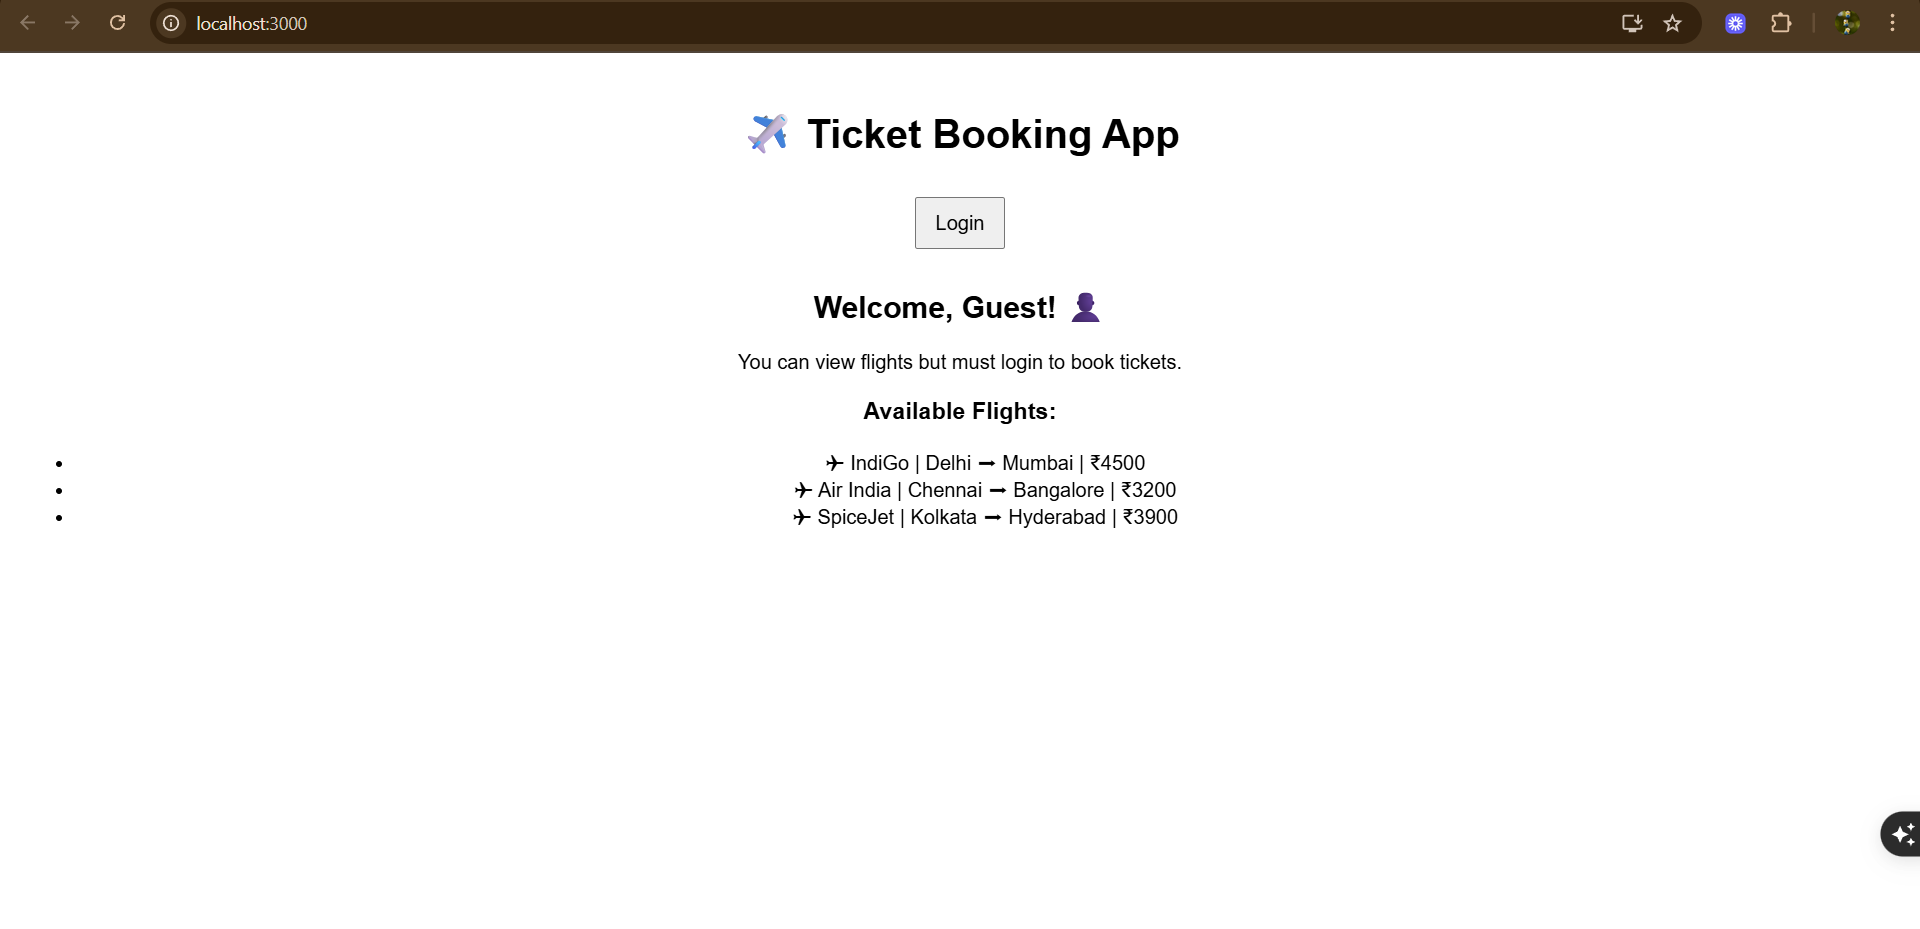 localhost:3000
✈️ Ticket Booking App
Login
Welcome, Guest! 👤
You can view flights but must login to book tickets.
Available Flights:
• ✈ IndiGo | Delhi ➞ Mumbai | ₹4500
• ✈ Air India | Chennai ➞ Bangalore | ₹3200
• ✈ SpiceJet | Kolkata ➞ Hyderabad | ₹3900